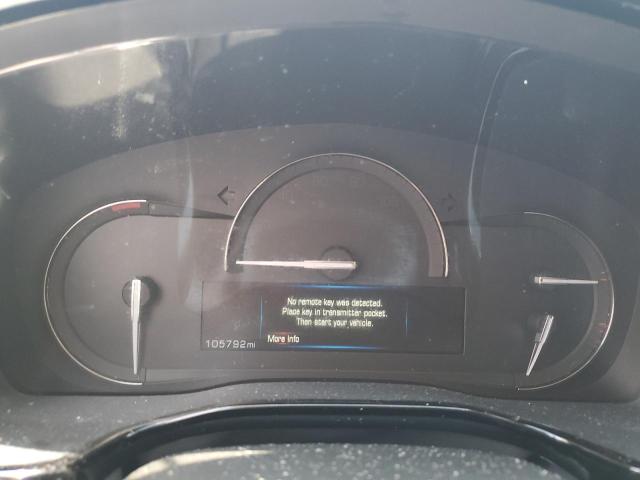 No remote key was detected.
Place key in transmitter pocket.
Then start your vehicle.
105792mi
More Info